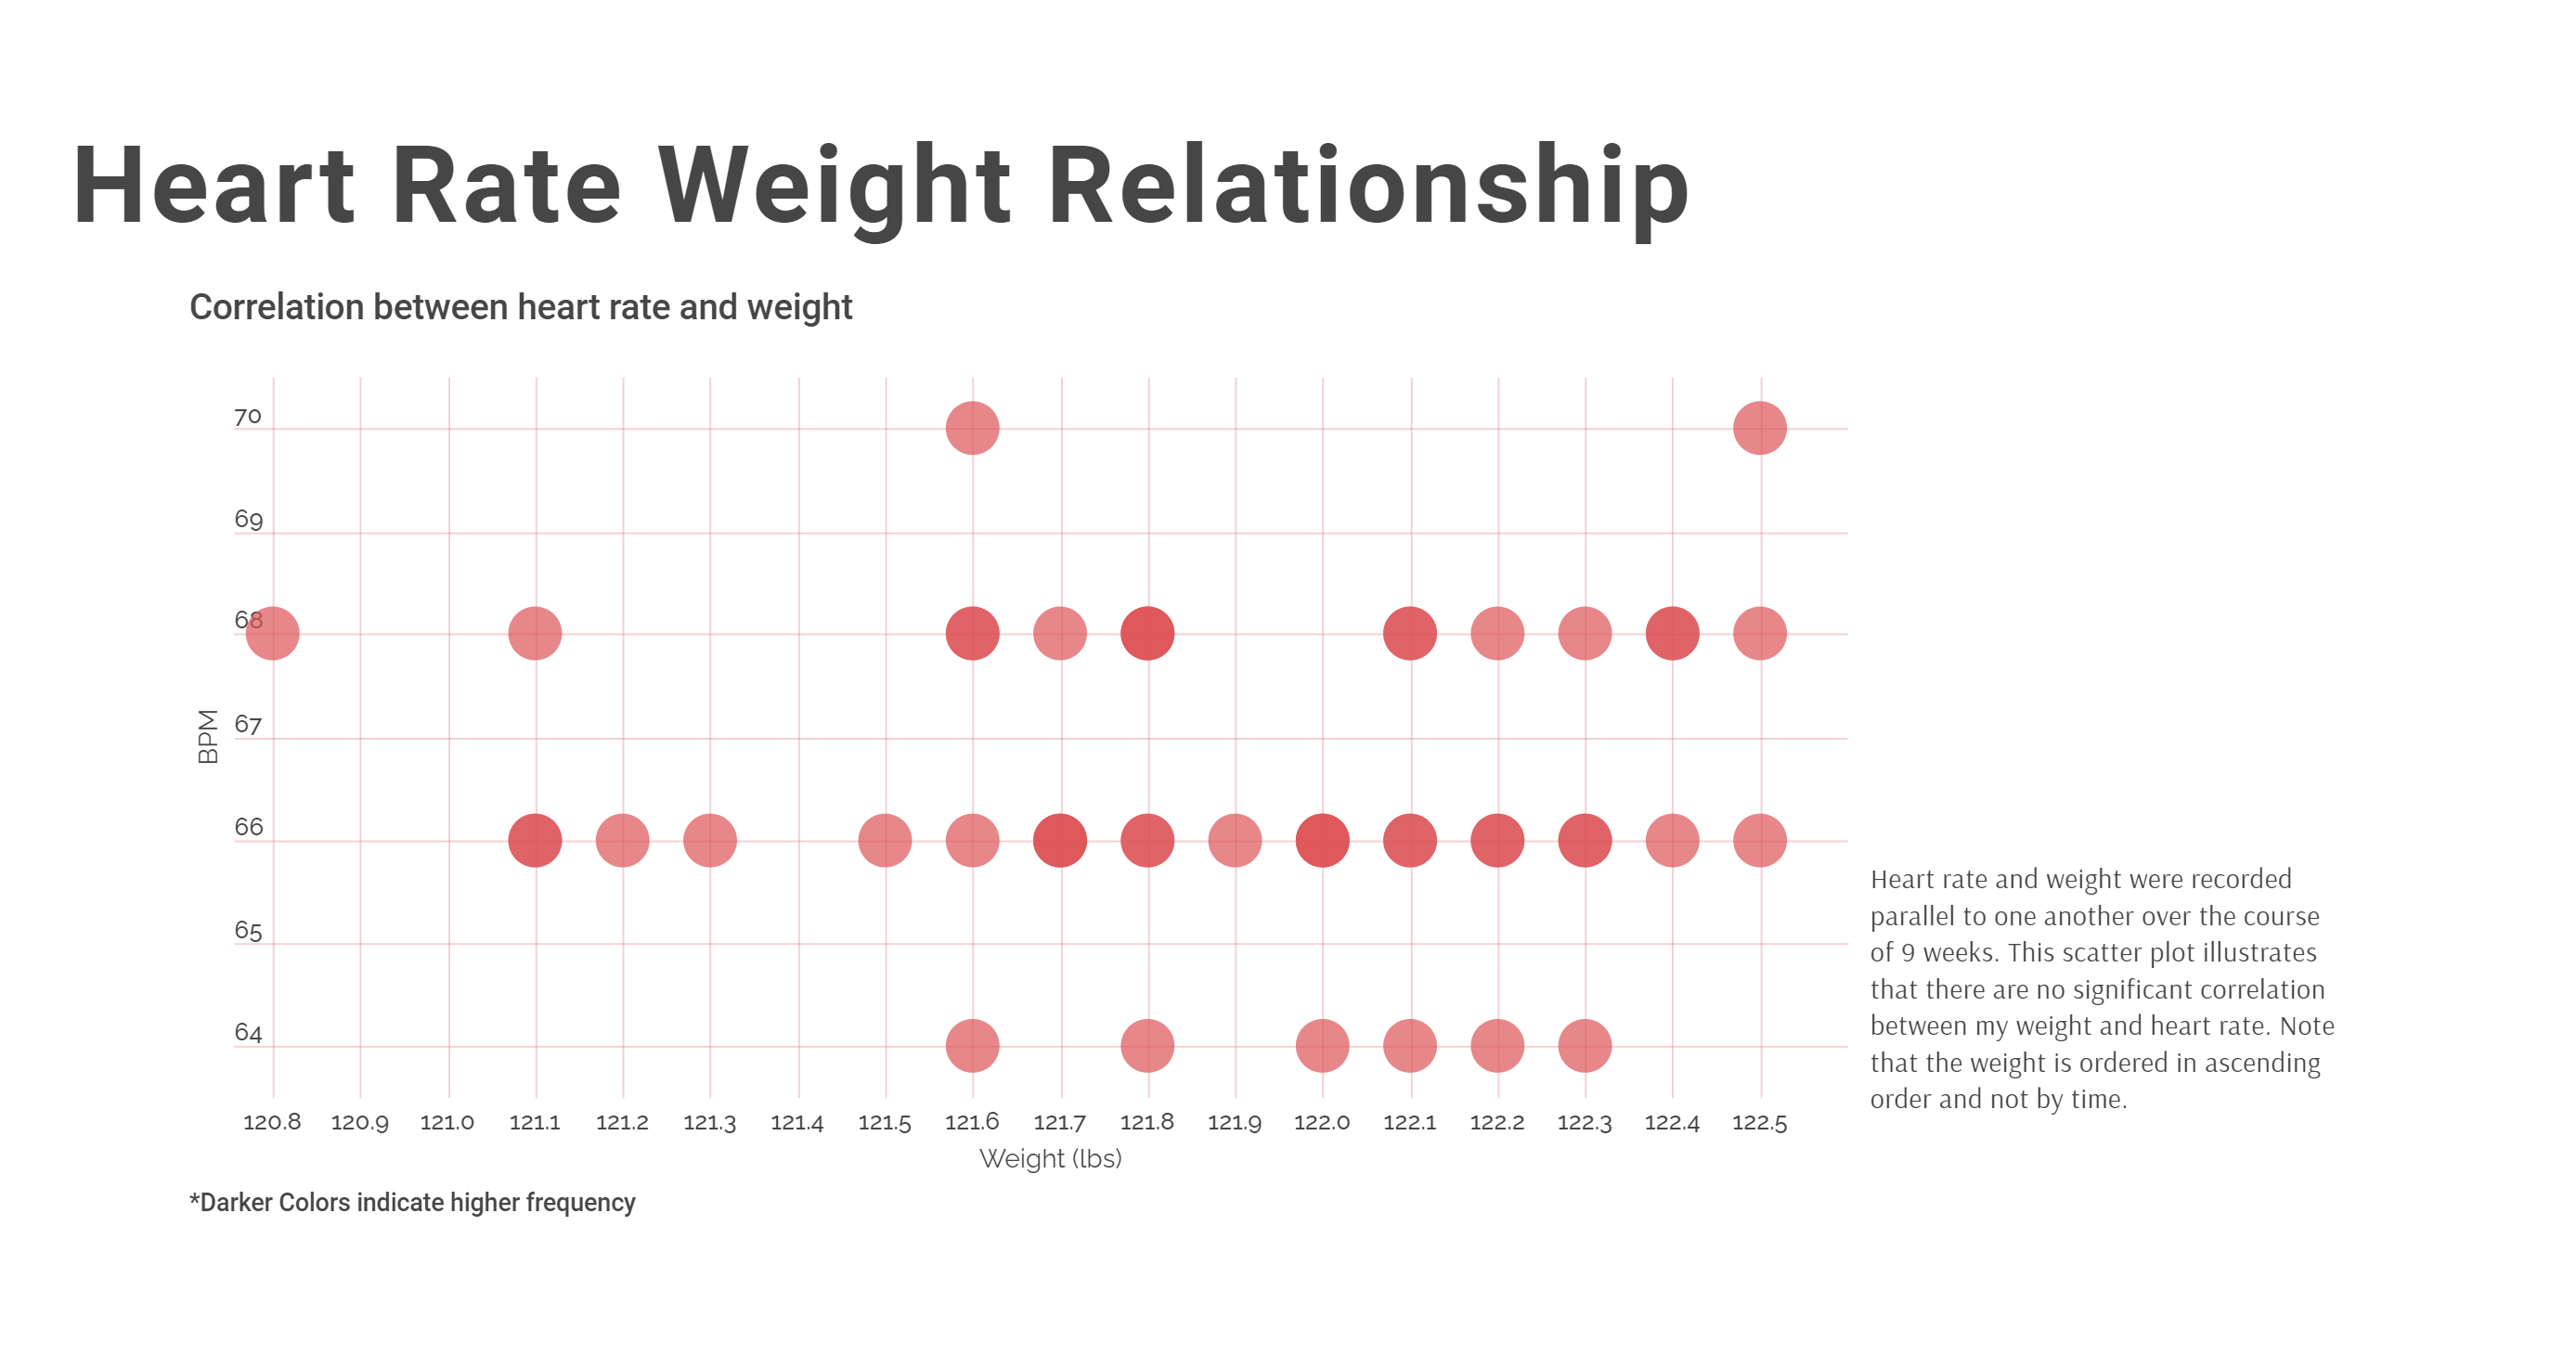 Heart Rate Weight Relationship
Correlation between heart rate and weight
70
69
68
67
66
65
64
BPM
120.8 120.9 121.0 121.1 121.2 121.3 121.4 121.5 121.6 121.7 121.8 121.9 122.0 122.1 122.2 122.3 122.4 122.5
Weight (lbs)
*Darker Colors indicate higher frequency
Heart rate and weight were recorded
parallel to one another over the course
of 9 weeks. This scatter plot illustrates
that there are no significant correlation
between my weight and heart rate. Note
that the weight is ordered in ascending
order and not by time.